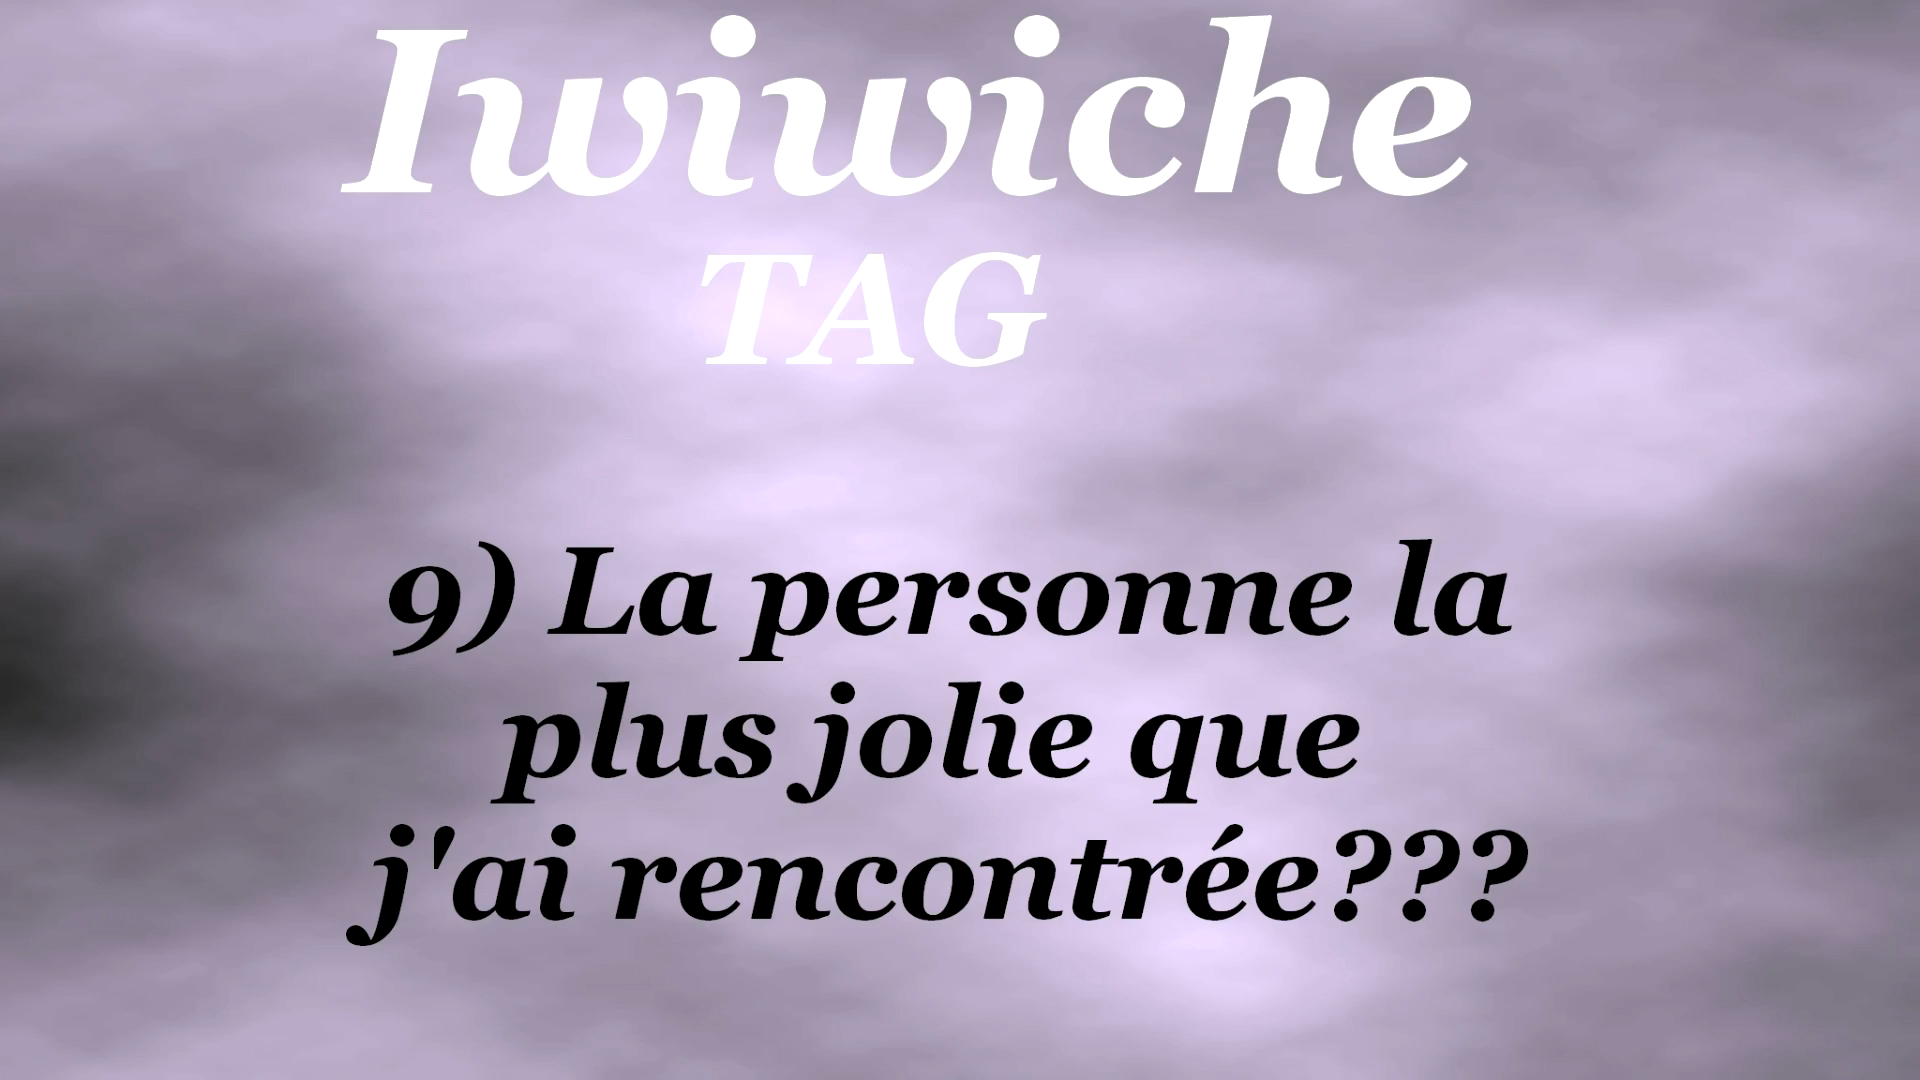 Iwiwiche
TAG
9) La personne la
plus jolie que
j'ai rencontrée???